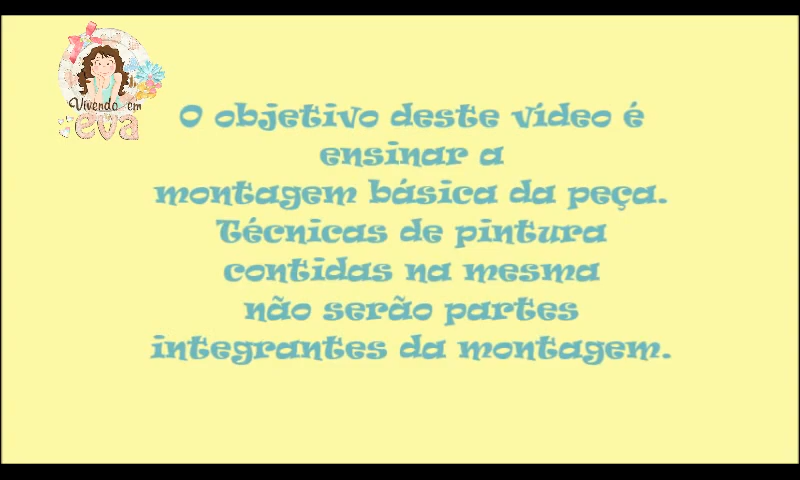 Vivendo em
eva
O objetivo deste vídeo é
ensinar a
montagem básica da peça.
Técnicas de pintura
contidas na mesma
não serão partes
integrantes da montagem.